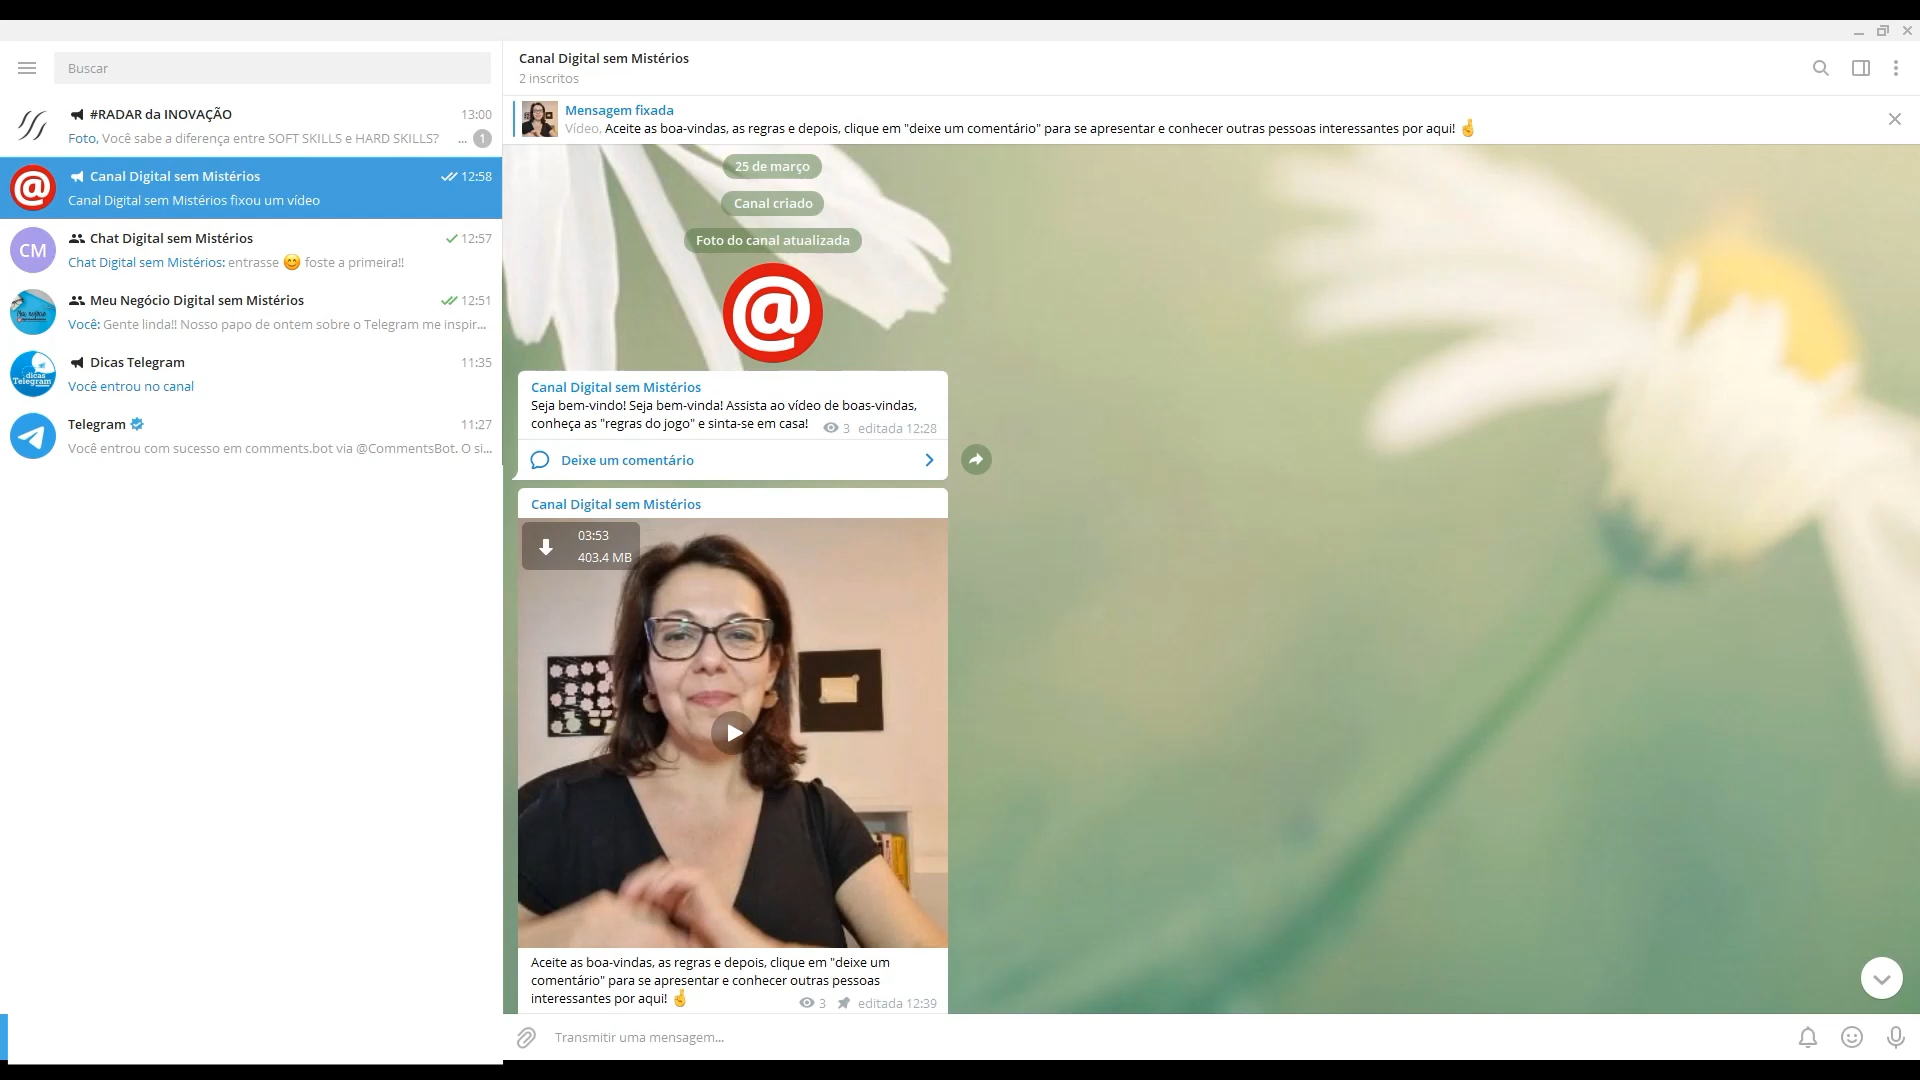 Buscar
#RADAR da INOVAÇÃO 13:00
Foto, Você sabe a diferença entre SOFT SKILLS e HARD SKILLS? ... 1
Canal Digital sem Mistérios 12:58
Canal Digital sem Mistérios fixou um vídeo
CM
Chat Digital sem Mistérios 12:57
Chat Digital sem Mistérios: entrasse 😊 foste a primeira!!
Meu Negócio Digital sem Mistérios 12:51
Você: Gente linda!! Nosso papo de ontem sobre o Telegram me inspir...
Dicas Telegram 11:35
Você entrou no canal
dicas
Telegram
Telegram 11:27
Você entrou com sucesso em comments.bot via @CommentsBot. O si...
Canal Digital sem Mistérios
2 inscritos
Mensagem fixada
Vídeo, Aceite as boa-vindas, as regras e depois, clique em "deixe um comentário" para se apresentar e conhecer outras pessoas interessantes por aqui! 🤞
25 de março
Canal criado
Foto do canal atualizada
@
Canal Digital sem Mistérios
Seja bem-vindo! Seja bem-vinda! Assista ao vídeo de boas-vindas,
conheça as "regras do jogo" e sinta-se em casa! 3 editada 12:28
Deixe um comentário
Canal Digital sem Mistérios
03:53
403.4 MB
Aceite as boa-vindas, as regras e depois, clique em "deixe um
comentário" para se apresentar e conhecer outras pessoas
interessantes por aqui! 🤞 3 editada 12:39
Transmitir uma mensagem...